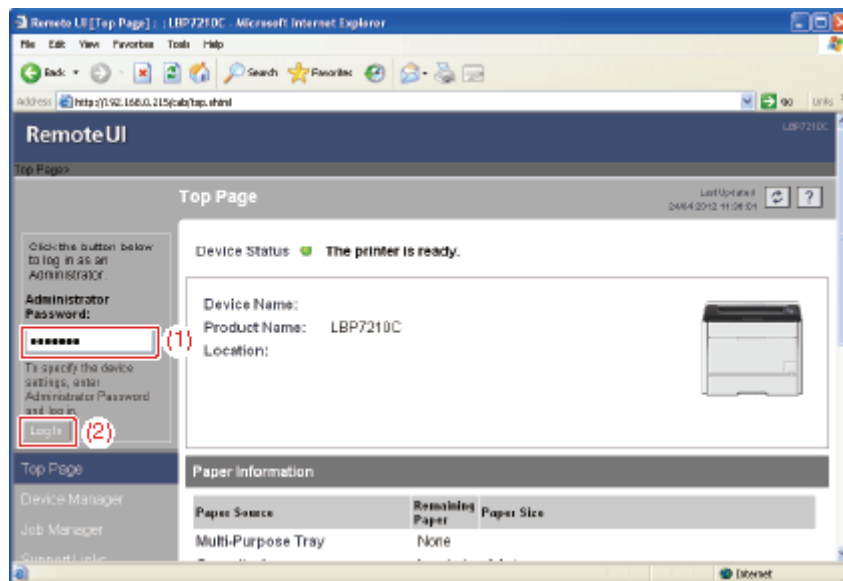 Remote UI [Top Page] : : LBP7210C - Microsoft Internet Explorer
File Edit View Favorites Tools Help
Back Search Favorites
Address http://192.168.0.215/cab/top.shtml Go Links
Remote UI
LBP7210C
Top Page>
Top Page
Last Updated :
24/04 2012 11:36:01
?
Click the button below
to log in as an
Administrator.
Administrator
Password:
•••••••
(1)
To specify the device
settings, enter
Administrator Password
and log in.
Log In
(2)
Top Page
Device Manager
Job Manager
Support Links
Device Status The printer is ready.
Device Name:
Product Name: LBP7210C
Location:
Paper Information
Paper Source Remaining Paper Paper Size
Multi-Purpose Tray None
Internet